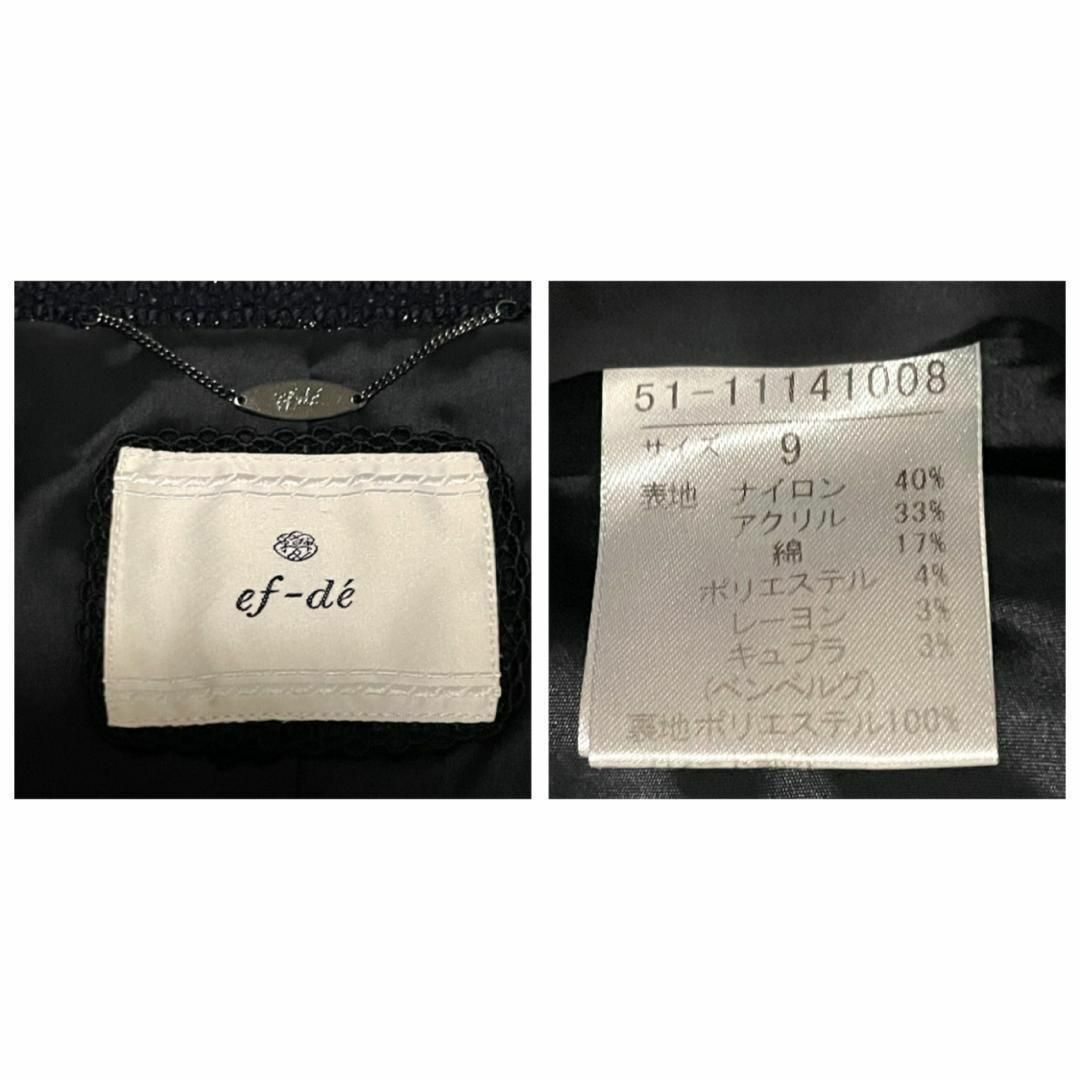 ef-dé
ef-dé
51-11141008
サイズ 9
表地 ナイロン 40%
アクリル 33%
綿 17%
ポリエステル 4%
レーヨン 3%
キュプラ 3%
(ベンベルグ)
裏地ポリエステル100%